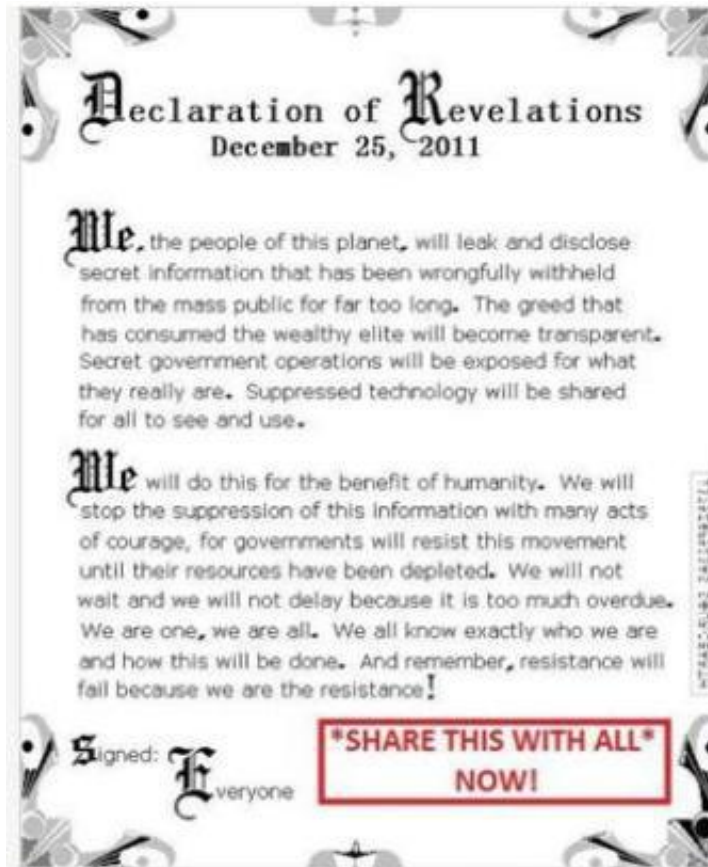 Declaration of Revelations
December 25, 2011
We, the people of this planet, will leak and disclose
secret information that has been wrongfully withheld
from the mass public for far too long. The greed that
has consumed the wealthy elite will become transparent.
Secret government operations will be exposed for what
they really are. Suppressed technology will be shared
for all to see and use.
We will do this for the benefit of humanity. We will
stop the suppression of this information with many acts
of courage, for governments will resist this movement
until their resources have been depleted. We will not
wait and we will not delay because it is too much overdue.
We are one, we are all. We all know exactly who we are
and how this will be done. And remember, resistance will
fail because we are the resistance!
Signed: Everyone
*SHARE THIS WITH ALL*
NOW!